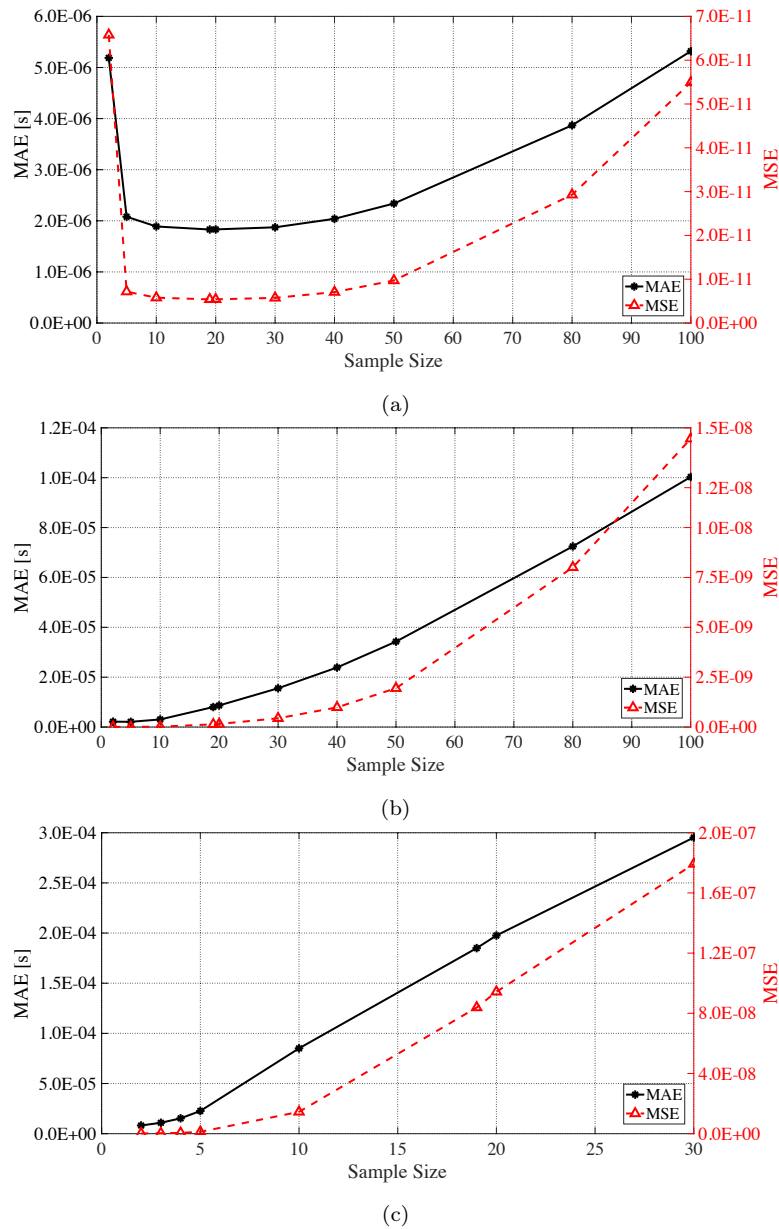 6.0E-06
5.0E-06
4.0E-06
3.0E-06
2.0E-06
1.0E-06
0.0E+00
MAE [s]
7.0E-11
6.0E-11
5.0E-11
4.0E-11
3.0E-11
2.0E-11
1.0E-11
0.0E+00
MSE
MAE
MSE
0 10 20 30 40 50 60 70 80 90 100
Sample Size
(a)
1.2E-04
1.0E-04
8.0E-05
6.0E-05
4.0E-05
2.0E-05
0.0E+00
MAE [s]
1.5E-08
1.2E-08
1.0E-08
7.5E-09
5.0E-09
2.5E-09
0.0E+00
MSE
MAE
MSE
0 10 20 30 40 50 60 70 80 90 100
Sample Size
(b)
3.0E-04
2.5E-04
2.0E-04
1.5E-04
1.0E-04
5.0E-05
0.0E+00
MAE [s]
2.0E-07
1.6E-07
1.2E-07
8.0E-08
4.0E-08
0.0E+00
MSE
MAE
MSE
0 5 10 15 20 25 30
Sample Size
(c)